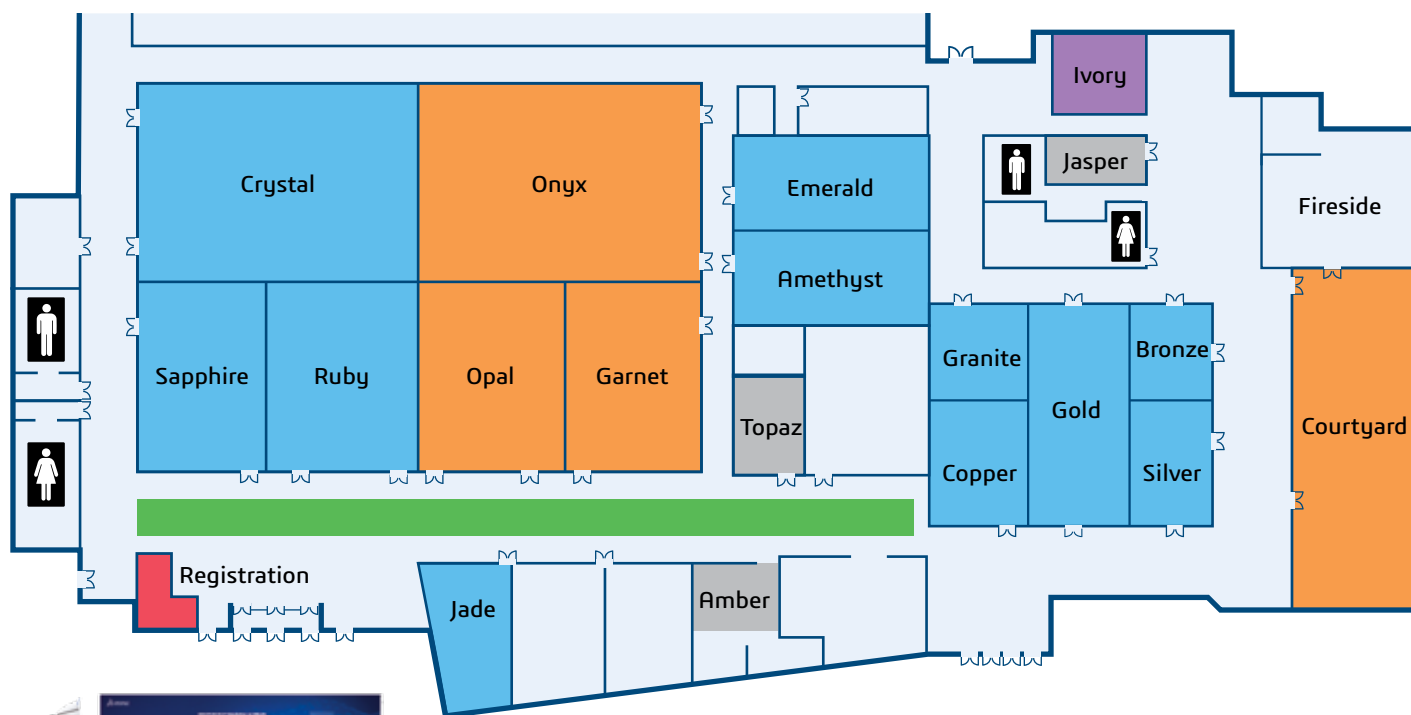 Ivory
Jasper
Crystal
Onyx
Emerald
Fireside
Amethyst
Granite
Bronze
Sapphire
Ruby
Opal
Garnet
Gold
Topaz
Courtyard
Copper
Silver
Registration
Jade
Amber